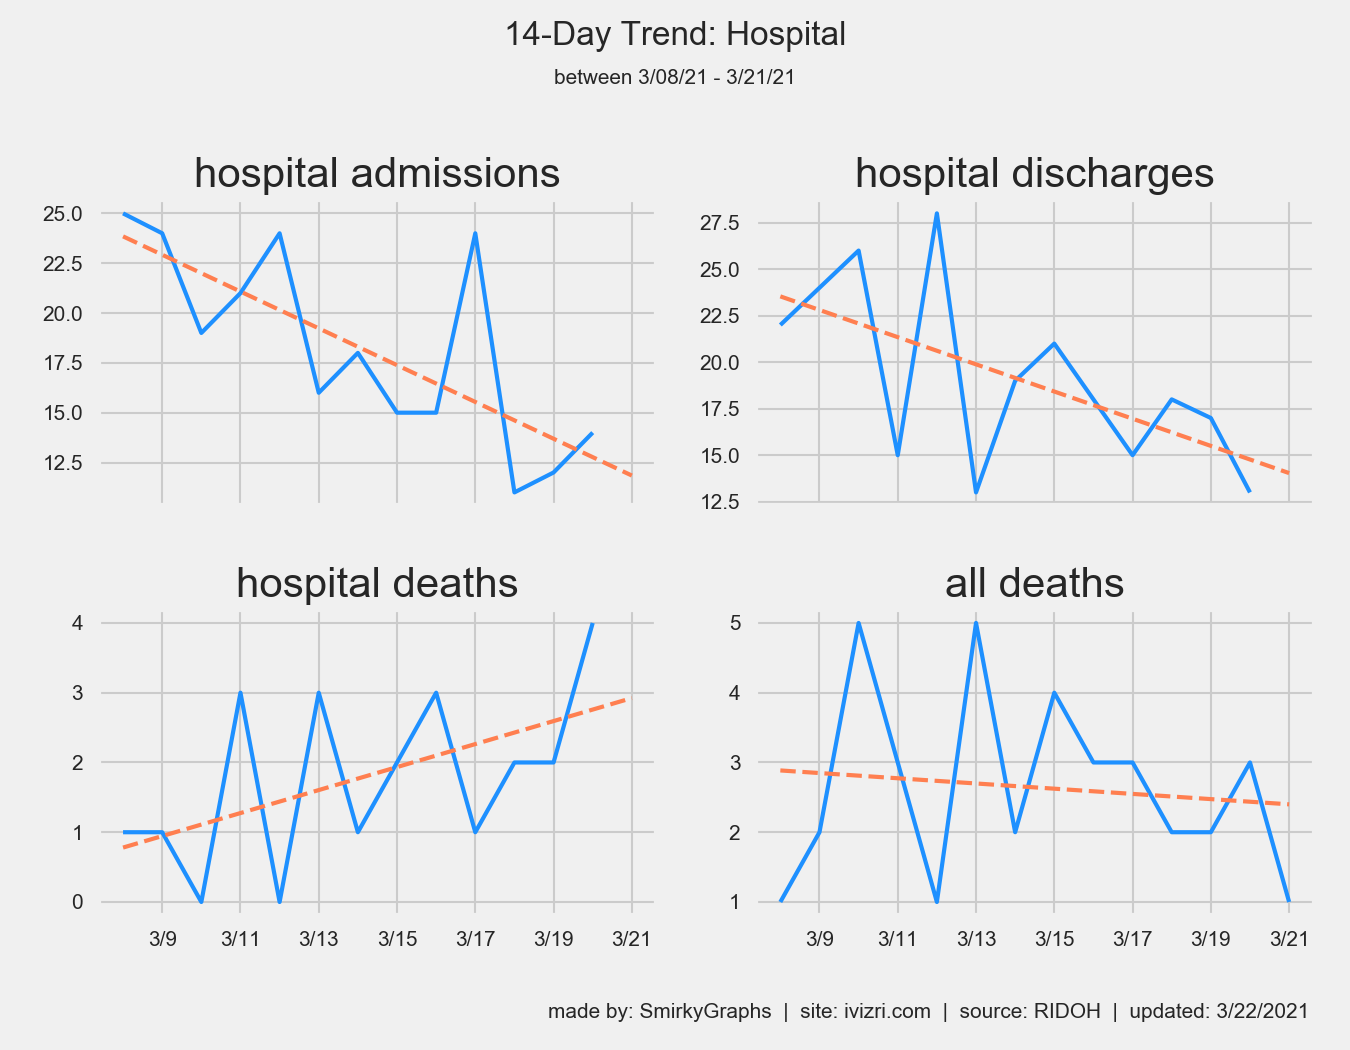 14-Day Trend: Hospital
between 3/08/21 - 3/21/21
hospital admissions
25.0
22.5
20.0
17.5
15.0
12.5
hospital discharges
27.5
25.0
22.5
20.0
17.5
15.0
12.5
hospital deaths
4
3
2
1
0
3/9 3/11 3/13 3/15 3/17 3/19 3/21
all deaths
5
4
3
2
1
3/9 3/11 3/13 3/15 3/17 3/19 3/21
made by: SmirkyGraphs | site: ivizri.com | source: RIDOH | updated: 3/22/2021